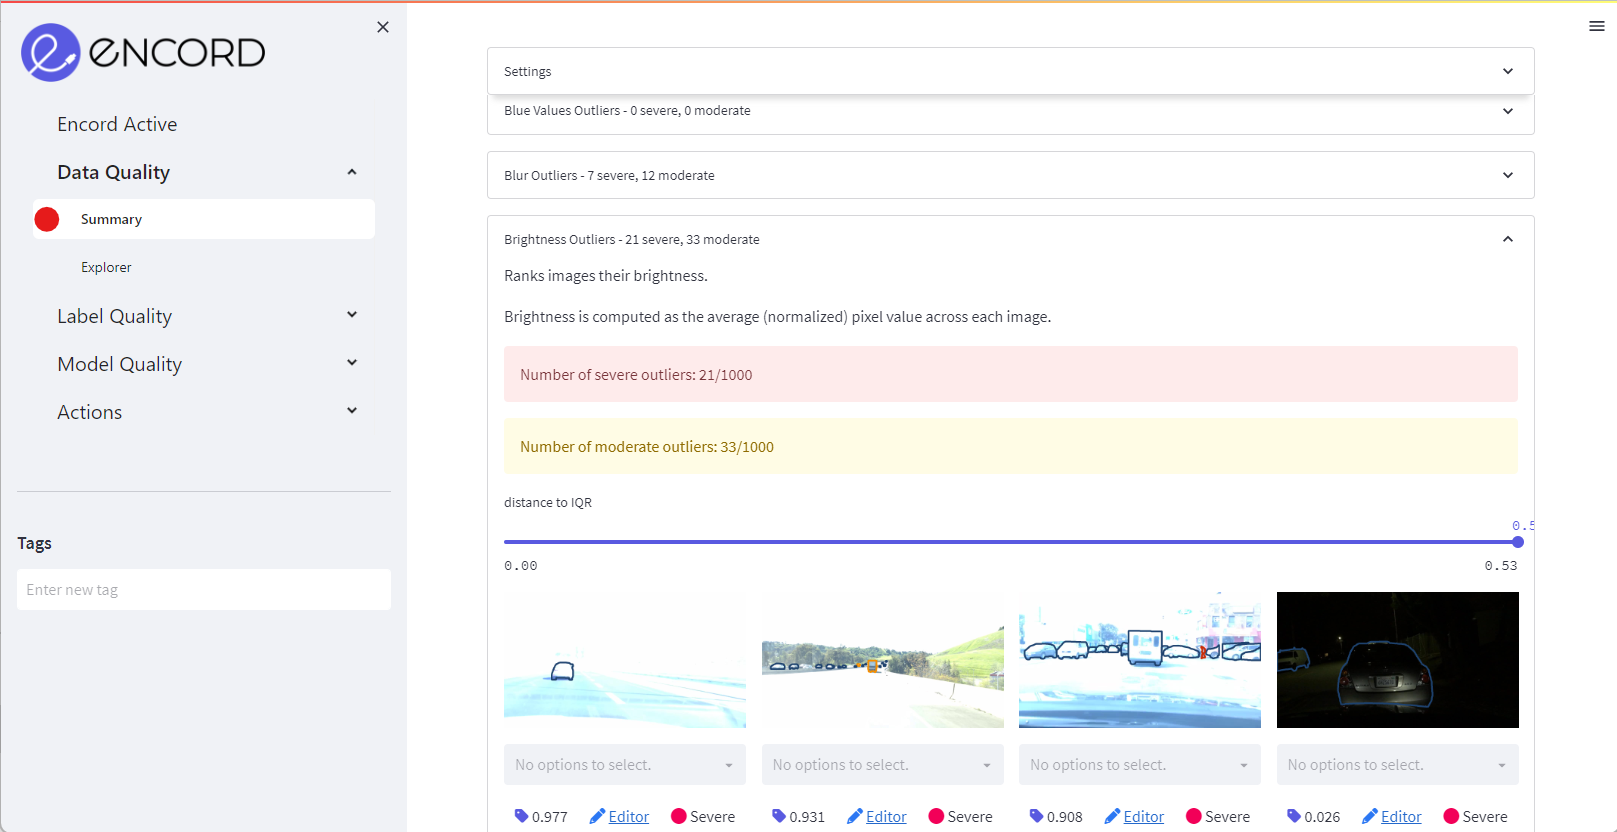 encord
Encord Active
Data Quality
Summary
Explorer
Label Quality
Model Quality
Actions
Tags
Enter new tag
Settings
Blue Values Outliers - 0 severe, 0 moderate
Blur Outliers - 7 severe, 12 moderate
Brightness Outliers - 21 severe, 33 moderate
Ranks images their brightness.
Brightness is computed as the average (normalized) pixel value across each image.
Number of severe outliers: 21/1000
Number of moderate outliers: 33/1000
distance to IQR
0.5
0.00 0.53
No options to select. No options to select. No options to select. No options to select.
0.977 Editor Severe 0.931 Editor Severe 0.908 Editor Severe 0.026 Editor Severe